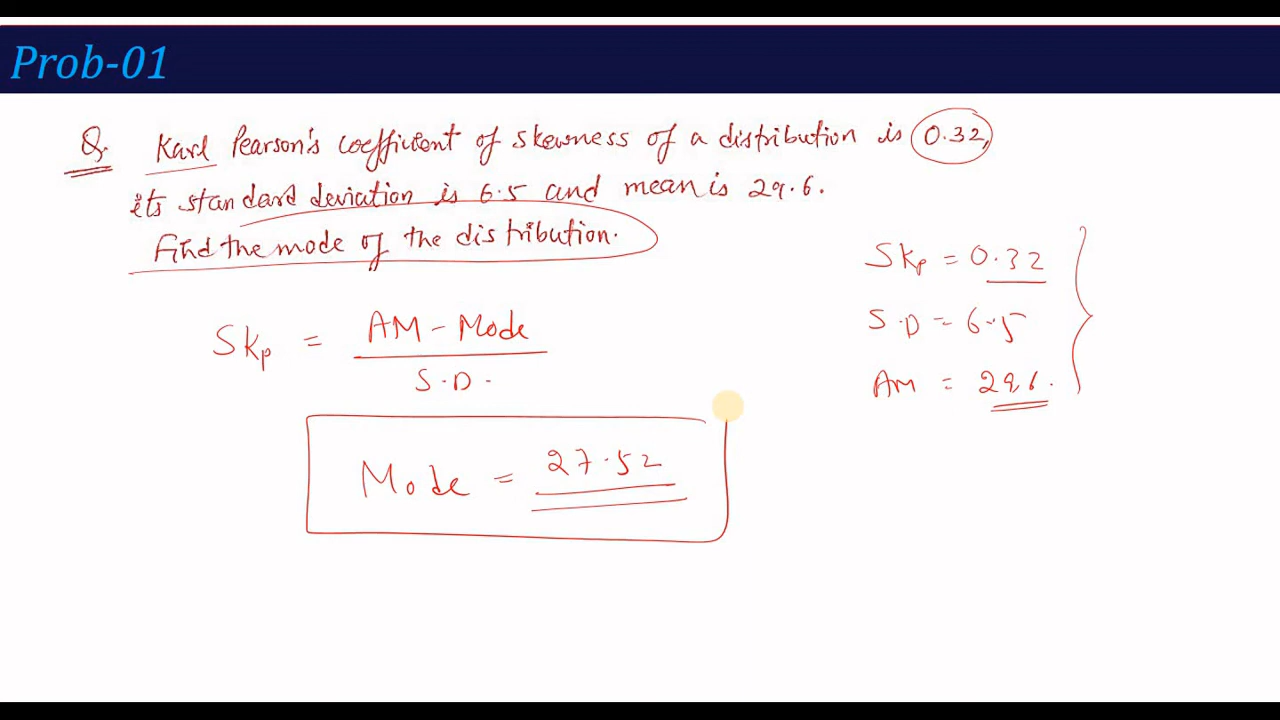 Prob-01
Q. Karl Pearson's coefficient of skewness of a distribution is 0.32,
its standard deviation is 6.5 and mean is 29.6.
Find the mode of the distribution.
Skp = 0.32
S.D = 6.5
AM = 29.6.
Skp = AM - Mode
S.D.
Mode = 27.52